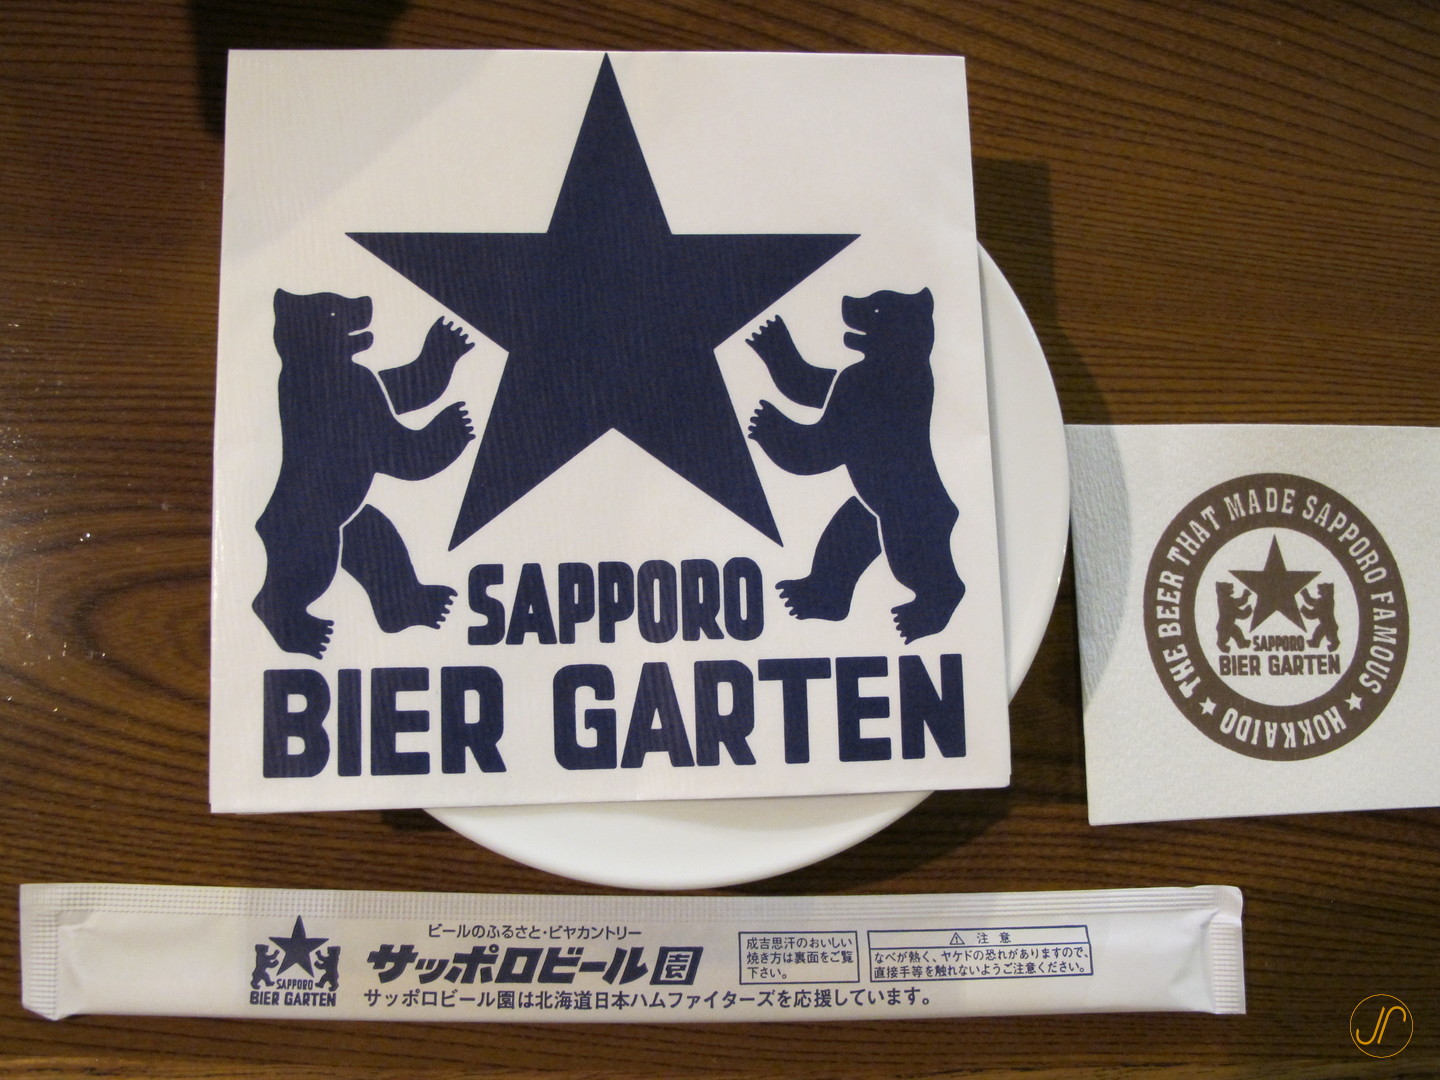 SAPPORO
BIER GARTEN
THE BEER THAT MADE SAPPORO FAMOUS
★ HOKKAIDO ★
SAPPORO
BIER GARTEN
SAPPORO
BIER GARTEN
ビールのふるさと・ビヤカントリー
サッポロビール園
サッポロビール園は北海道日本ハムファイターズを応援しています。
成吉思汗のおいしい
焼き方は裏面をご覧
下さい。
⚠ 注 意
なべが熱く、ヤケドの恐れがありますので、
直接手等を触れないようご注意ください。
Jr